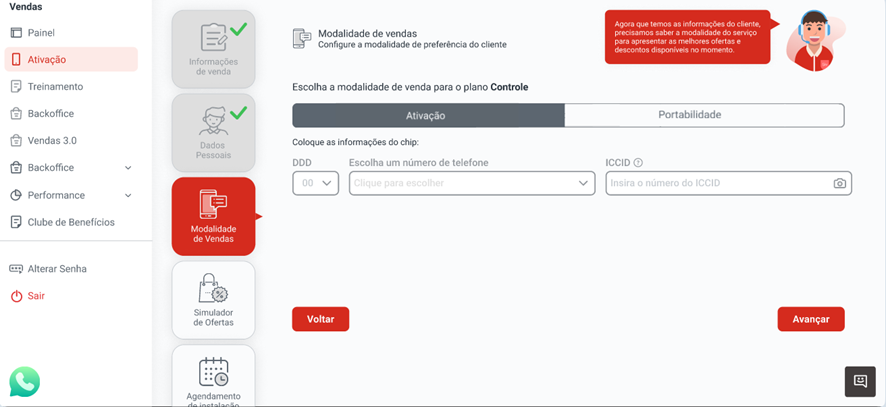 Vendas
Painel
Ativação
Treinamento
Backoffice
Vendas 3.0
Backoffice
Performance
Clube de Benefícios
Alterar Senha
Sair
Informações
de venda
Dados
Pessoais
Modalidade
de Vendas
Simulador
de Ofertas
Agendamento
de instalação
Modalidade de vendas
Configure a modalidade de preferência do cliente
Agora que temos as informações do cliente,
precisamos saber a modalidade do serviço
para apresentar as melhores ofertas e
descontos disponíveis no momento.
Escolha a modalidade de venda para o plano Controle
Ativação
Portabilidade
Coloque as informações do chip:
DDD
Escolha um número de telefone
ICCID
00
Clique para escolher
Insira o número do ICCID
Voltar
Avançar